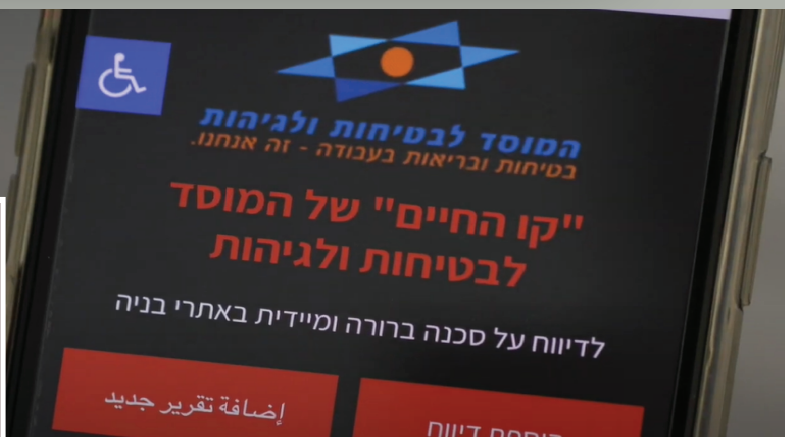 המוסד לבטיחות ולגיהות
בטיחות ובריאות בעבודה - זה אנחנו.
"קו החיים" של המוסד
לבטיחות ולגיהות
לדיווח על סכנה ברורה ומיידית באתרי בניה
דיווח
إضافة تقرير جديد